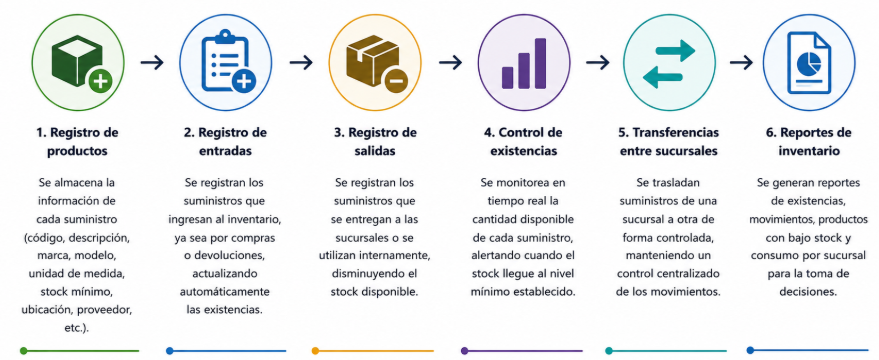 1. Registro de
productos
Se almacena la
información de
cada suministro
(código, descripción,
marca, modelo,
unidad de medida,
stock mínimo,
ubicación, proveedor,
etc.).
2. Registro de
entradas
Se registran los
suministros que
ingresan al inventario,
ya sea por compras
o devoluciones,
actualizando
automáticamente
las existencias.
3. Registro de
salidas
Se registran los
suministros que
se entregan a las
sucursales o se
utilizan internamente,
disminuyendo el
stock disponible.
4. Control de
existencias
Se monitorea en
tiempo real la
cantidad disponible
de cada suministro,
alertando cuando el
stock llegue al nivel
mínimo establecido.
5. Transferencias
entre sucursales
Se trasladan
suministros de una
sucursal a otra de
forma controlada,
manteniendo un
control centralizado
de los movimientos.
6. Reportes de
inventario
Se generan reportes
de existencias,
movimientos, productos
con bajo stock y
consumo por sucursal
para la toma de
decisiones.